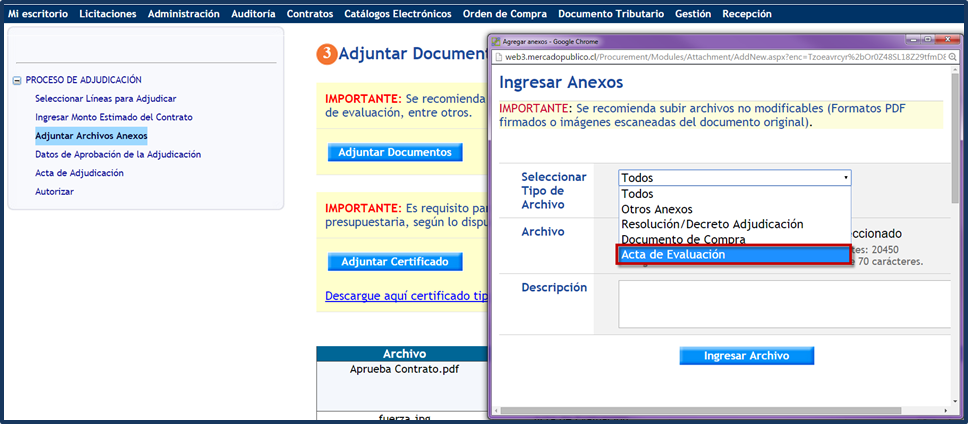 Mi escritorio Licitaciones Administración Auditoría Contratos Catálogos Electrónicos Orden de Compra Documento Tributario Gestión Recepción
PROCESO DE ADJUDICACIÓN
Seleccionar Líneas para Adjudicar
Ingresar Monto Estimado del Contrato
Adjuntar Archivos Anexos
Datos de Aprobación de la Adjudicación
Acta de Adjudicación
Autorizar
3 Adjuntar Document
IMPORTANTE: Se recomienda
de evaluación, entre otros.
Adjuntar Documentos
IMPORTANTE: Es requisito par
presupuestaria, según lo dispu
Adjuntar Certificado
Descargue aquí certificado tip
Archivo
Aprueba Contrato.pdf
fuerza.jpg
Agregar anexos - Google Chrome
web3.mercadopublico.cl/Procurement/Modules/Attachment/AddNew.aspx?enc=Tzoeavrcyr%2bOr0Z48SL18Z29tfmD8
Ingresar Anexos
IMPORTANTE: Se recomienda subir archivos no modificables (Formatos PDF
firmados o imágenes escaneadas del documento original).
Seleccionar
Tipo de
Archivo
Todos
Todos
Otros Anexos
Resolución/Decreto Adjudicación
Documento de Compra
Acta de Evaluación
Archivo
eccionado
tes: 20450
70 carácteres.
Descripción
Ingresar Archivo